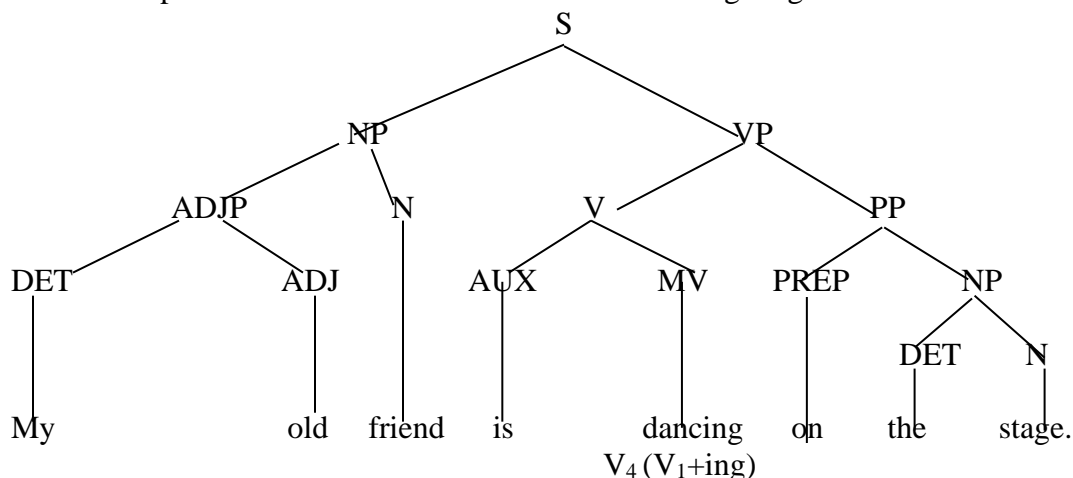 S
NP VP
ADJP N V PP
DET ADJ AUX MV PREP NP
DET N
My old friend is dancing on the stage.
V₄ (V₁+ing)